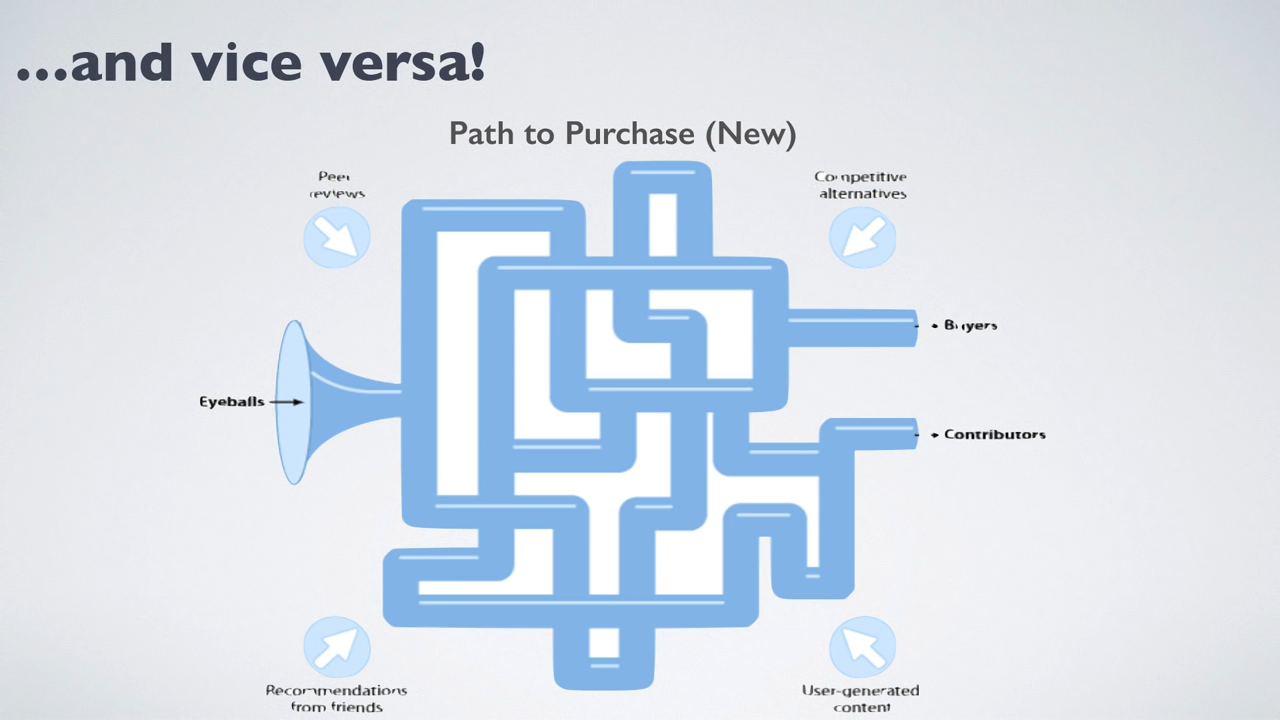 ...and vice versa!
Path to Purchase (New)
Peer
reviews
Competitive
alternatives
Buyers
Eyeballs
Contributors
Recommendations
from friends
User-generated
content